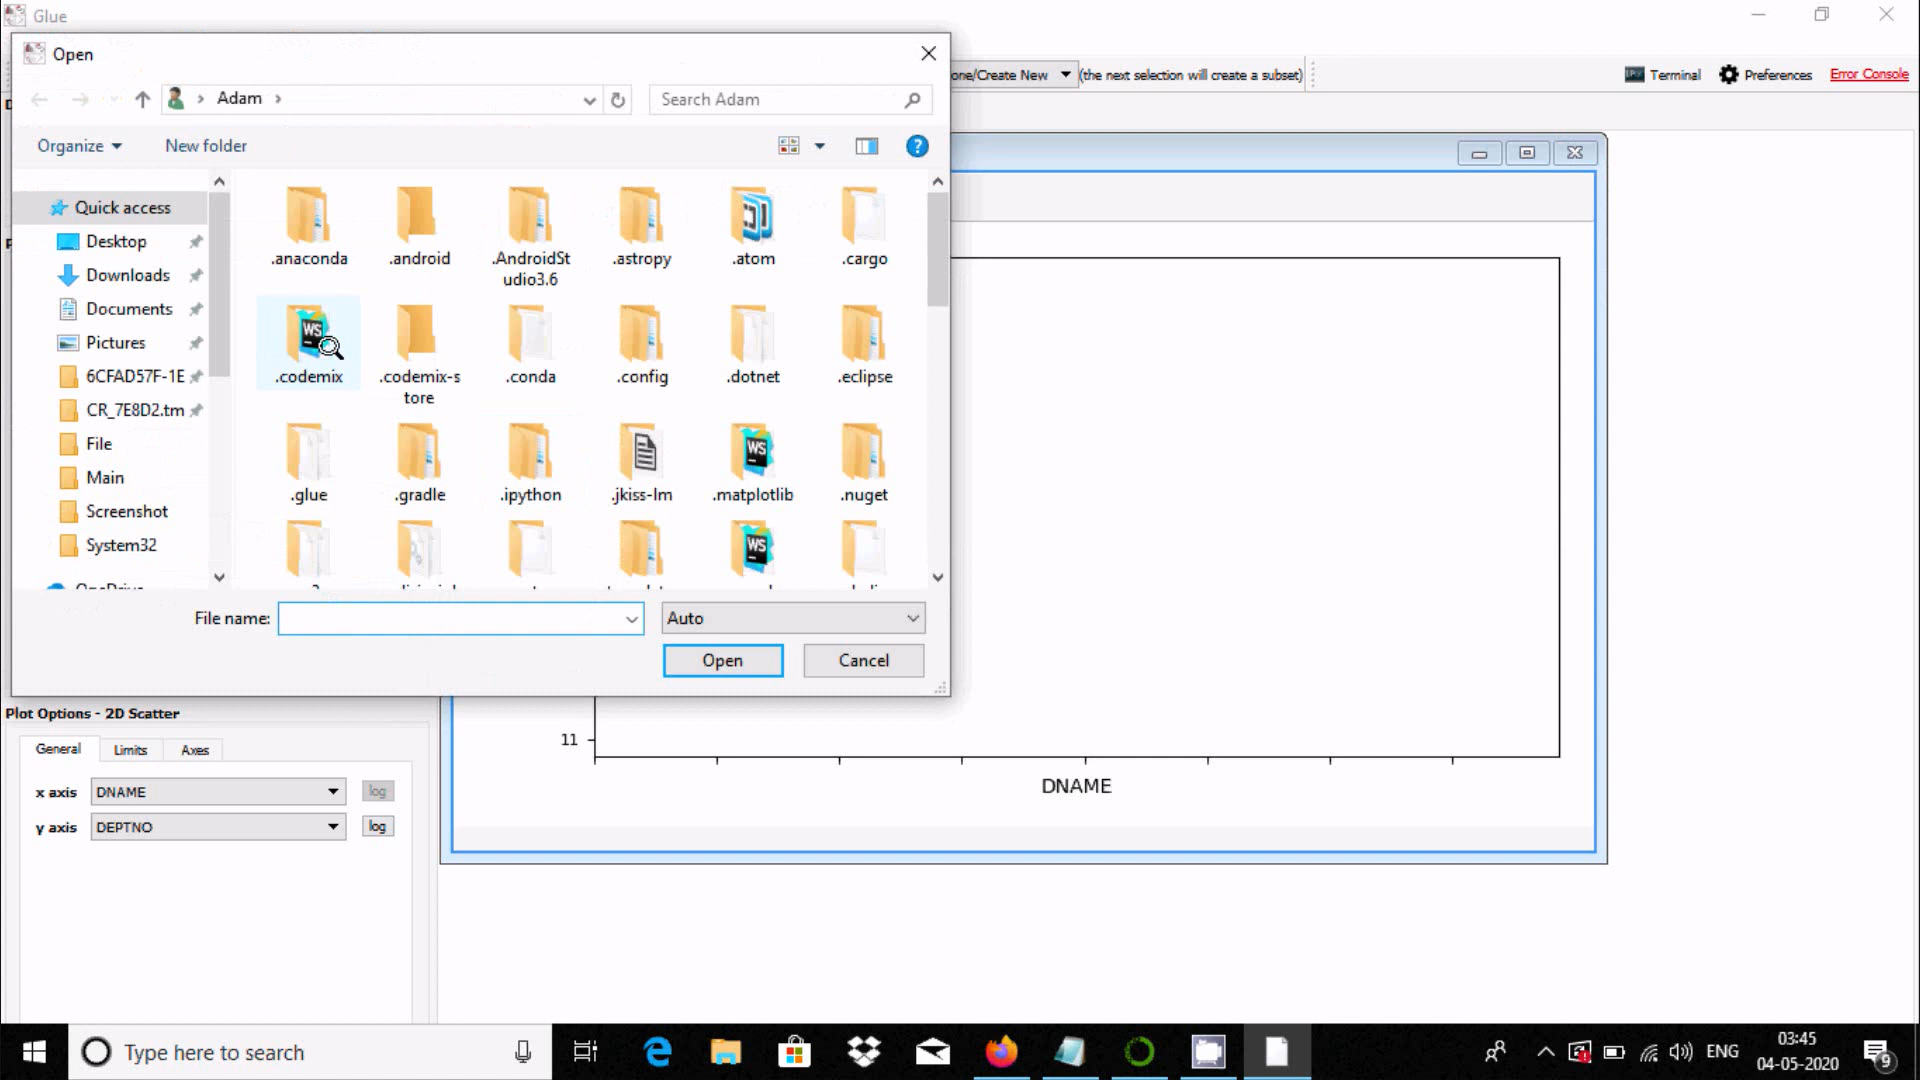 Glue
Open
one/Create New
(the next selection will create a subset)
Terminal
Preferences
Error Console
Adam
Search Adam
Organize
New folder
Quick access
Desktop
Downloads
Documents
Pictures
6CFAD57F-1E
CR_7E8D2.tm
File
Main
Screenshot
System32
.anaconda
.android
.AndroidSt
udio3.6
.astropy
.atom
.cargo
.codemix
.codemix-s
tore
.conda
.config
.dotnet
.eclipse
.glue
.gradle
.ipython
.jkiss-lm
.matplotlib
.nuget
File name:
Auto
Open
Cancel
Plot Options - 2D Scatter
General
Limits
Axes
x axis
DNAME
log
y axis
DEPTNO
log
11
DNAME
Type here to search
ENG
03:45
04-05-2020
9